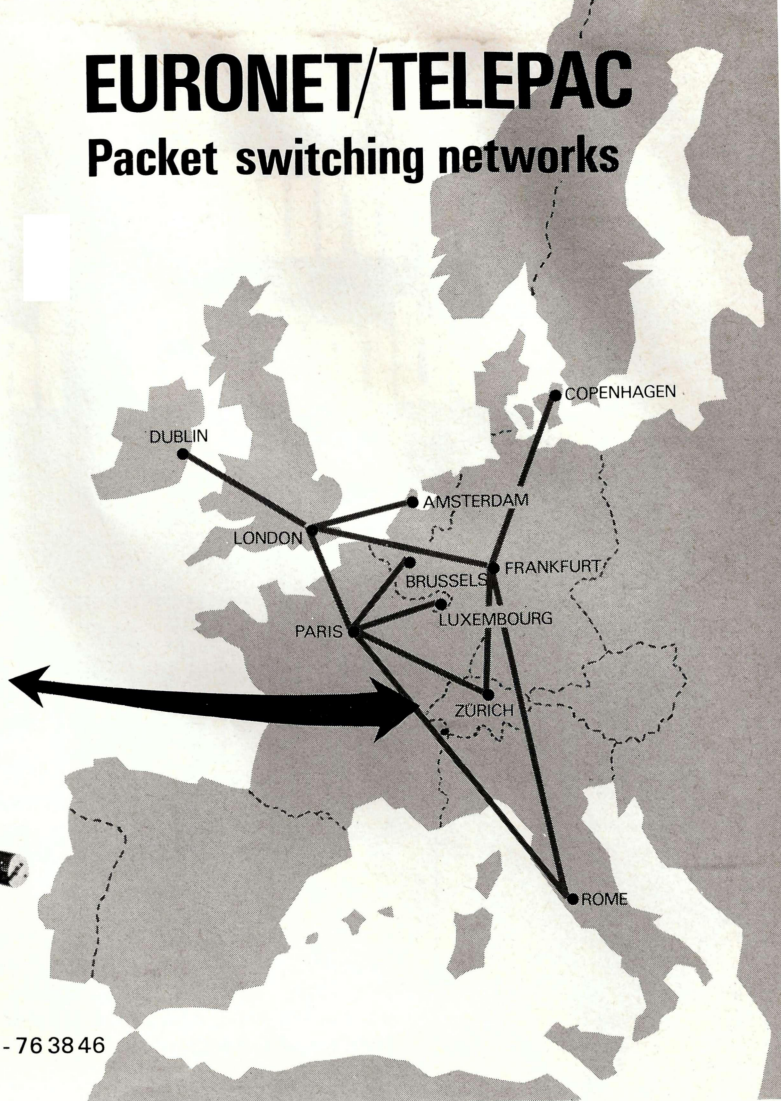 EURONET/TELEPAC
Packet switching networks
COPENHAGEN
DUBLIN
AMSTERDAM
LONDON
FRANKFURT
BRUSSELS
LUXEMBOURG
PARIS
ZÜRICH
ROME
- 763846